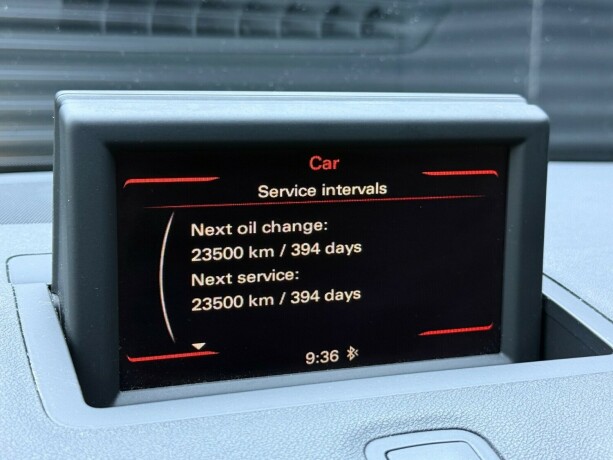 Car
Service intervals
Next oil change:
23500 km / 394 days
Next service:
23500 km / 394 days
9:36